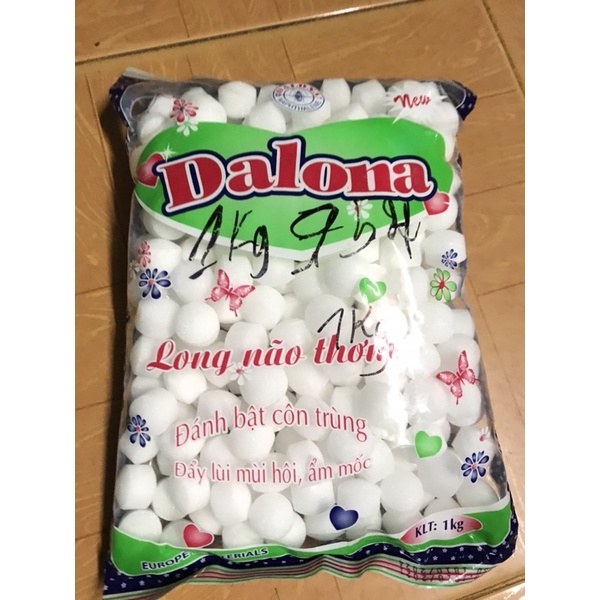 New
Dalona
1kg 95k
1Kg
Long não thơm
Đánh bật côn trùng
Đẩy lùi mùi hôi, ẩm mốc
KLT: 1kg
EUROPE